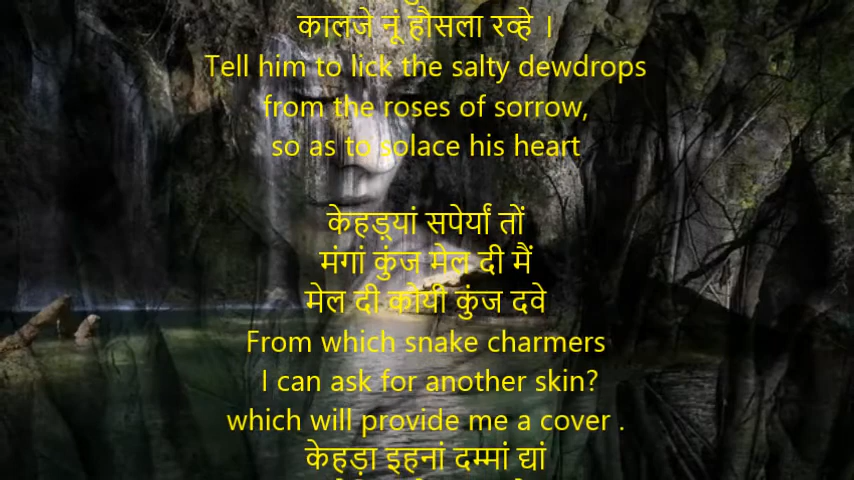 कालजे नूं हौसला रव्हे ।
Tell him to lick the salty dewdrops
from the roses of sorrow,
so as to solace his heart
केहड़्यां सपेर्यां तों
मंगां कुंज मेल दी मैं
मेल दी कोयी कुंज दवे
From which snake charmers
I can ask for another skin?
which will provide me a cover .
केहड़ा इहनां दम्मां द्यां